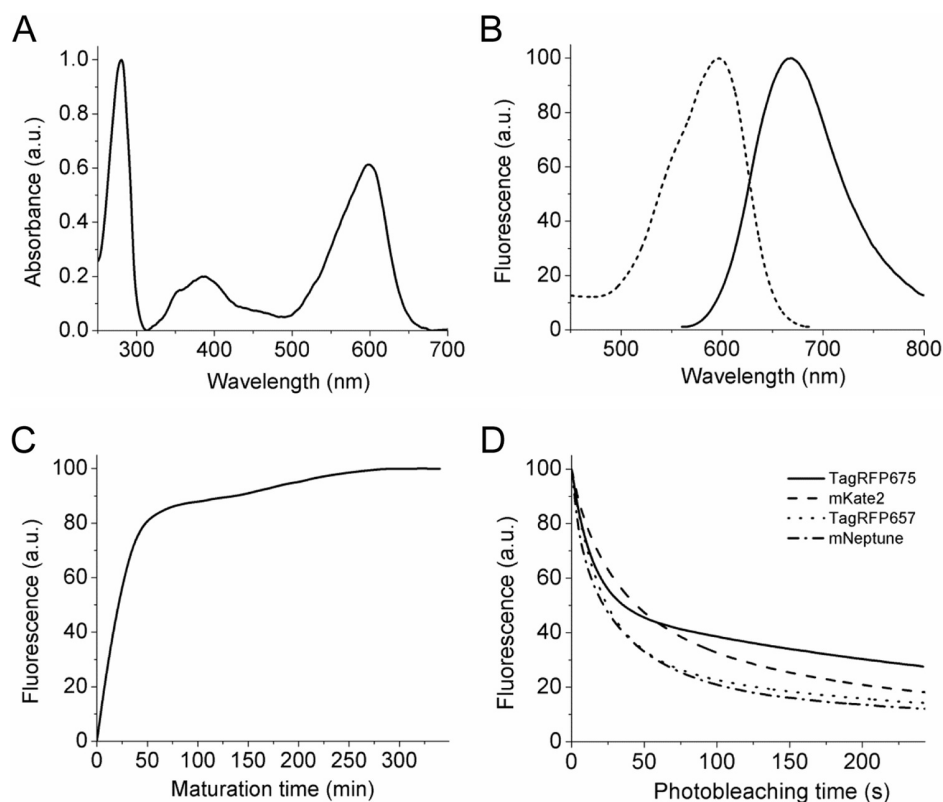 A
Absorbance (a.u.)
1.0
0.8
0.6
0.4
0.2
0.0
300 400 500 600 700
Wavelength (nm)
B
Fluorescence (a.u.)
100
80
60
40
20
0
500 600 700 800
Wavelength (nm)
C
Fluorescence (a.u.)
100
80
60
40
20
0
0 50 100 150 200 250 300
Maturation time (min)
D
Fluorescence (a.u.)
100
80
60
40
20
0
TagRFP675
mKate2
TagRFP657
mNeptune
0 50 100 150 200
Photobleaching time (s)